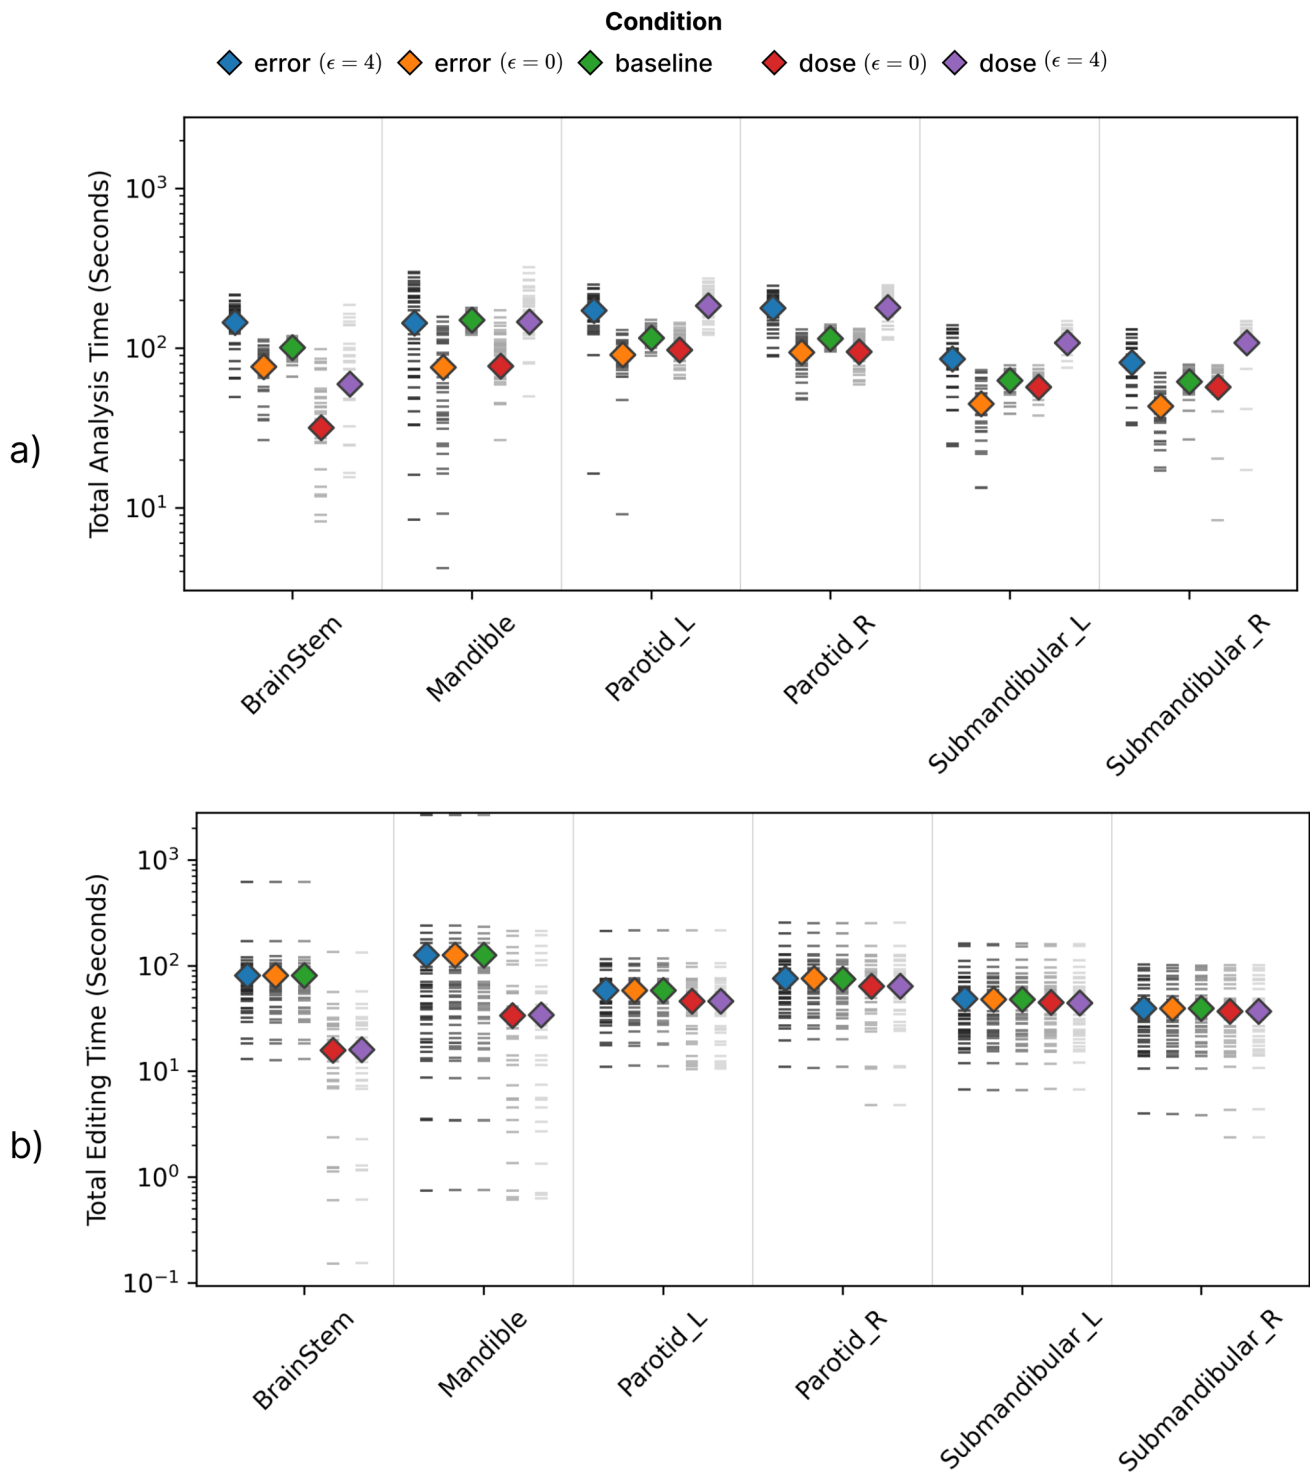 Condition
error (ϵ = 4) error (ϵ = 0) baseline dose (ϵ = 0) dose (ϵ = 4)
a)
Total Analysis Time (Seconds)
10³
10²
10¹
BrainStem Mandible Parotid_L Parotid_R Submandibular_L Submandibular_R
b)
Total Editing Time (Seconds)
10³
10²
10¹
10⁰
10⁻¹
BrainStem Mandible Parotid_L Parotid_R Submandibular_L Submandibular_R